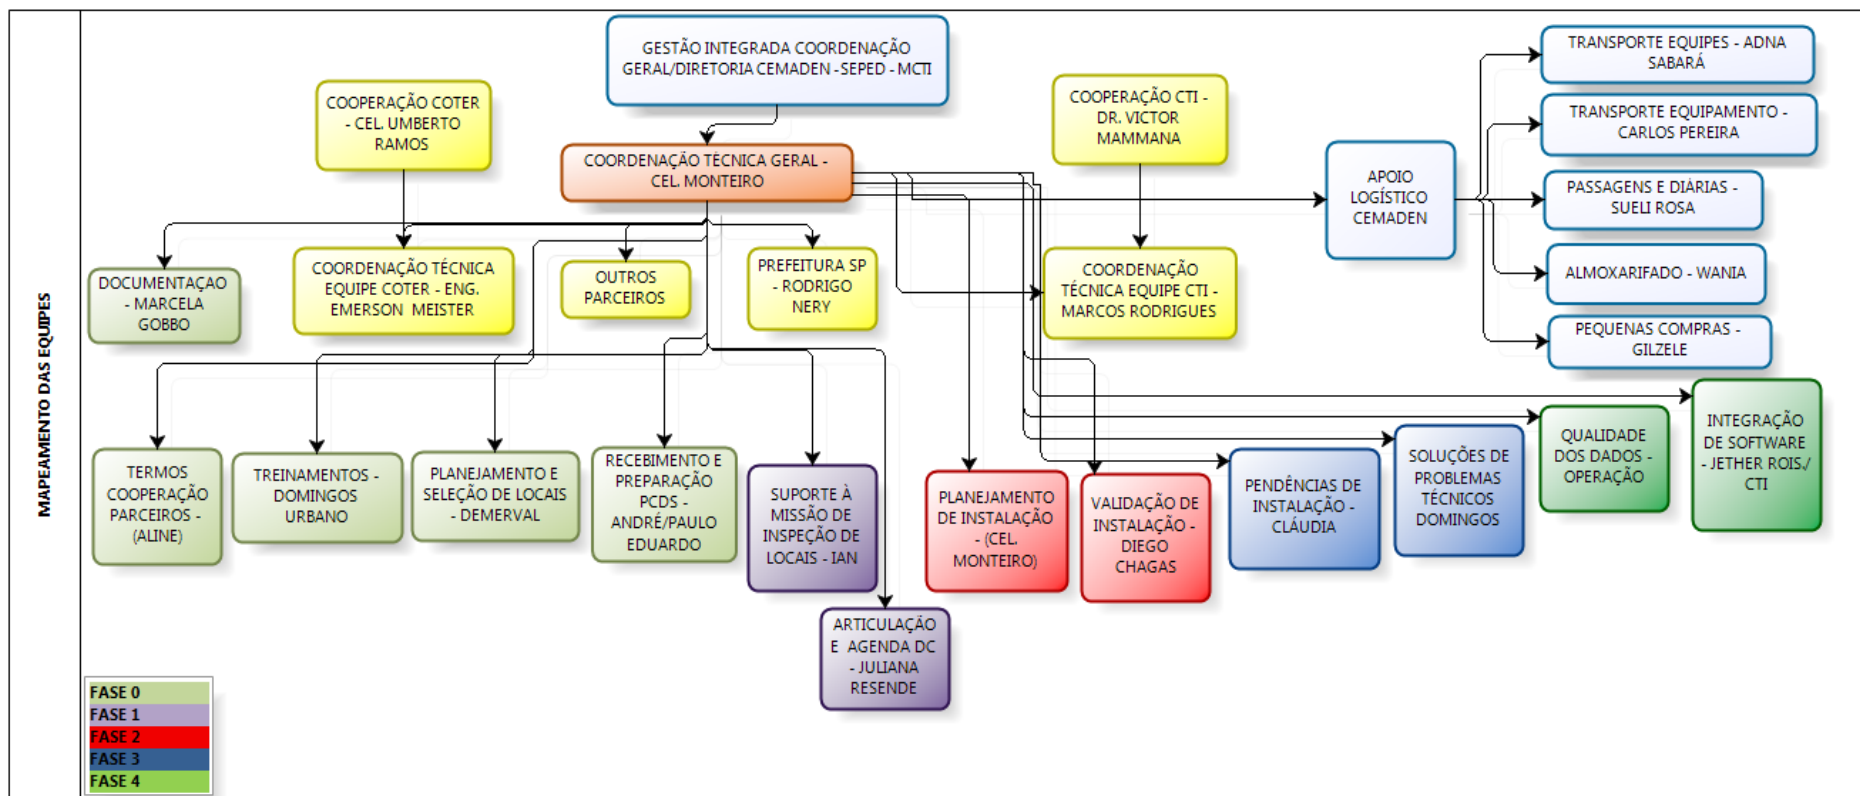 MAPEAMENTO DAS EQUIPES
GESTÃO INTEGRADA COORDENAÇÃO
GERAL/DIRETORIA CEMADEN -SEPED - MCTI
COOPERAÇÃO COTER
- CEL. UMBERTO
RAMOS
COORDENAÇÃO TÉCNICA GERAL -
CEL. MONTEIRO
COOPERAÇÃO CTI -
DR. VICTOR
MAMMANA
APOIO
LOGÍSTICO
CEMADEN
TRANSPORTE EQUIPES - ADNA
SABARÁ
TRANSPORTE EQUIPAMENTO -
CARLOS PEREIRA
PASSAGENS E DIÁRIAS -
SUELI ROSA
ALMOXARIFADO - WANIA
PEQUENAS COMPRAS -
GILZELE
DOCUMENTAÇAO
- MARCELA
GOBBO
COORDENAÇÃO TÉCNICA
EQUIPE COTER - ENG.
EMERSON MEISTER
OUTROS
PARCEIROS
PREFEITURA SP
- RODRIGO
NERY
COORDENAÇÃO
TÉCNICA EQUIPE CTI -
MARCOS RODRIGUES
TERMOS
COOPERAÇÃO
PARCEIROS -
(ALINE)
TREINAMENTOS -
DOMINGOS
URBANO
PLANEJAMENTO E
SELEÇÃO DE LOCAIS
- DEMERVAL
RECEBIMENTO E
PREPARAÇÃO
PCDS -
ANDRÉ/PAULO
EDUARDO
SUPORTE À
MISSÃO DE
INSPEÇÃO DE
LOCAIS - IAN
ARTICULAÇÃO
E AGENDA DC
- JULIANA
RESENDE
PLANEJAMENTO
DE INSTALAÇÃO
- (CEL.
MONTEIRO)
VALIDAÇÃO DE
INSTALAÇÃO -
DIEGO
CHAGAS
PENDÊNCIAS DE
INSTALAÇÃO -
CLÁUDIA
SOLUÇÕES DE
PROBLEMAS
TÉCNICOS
DOMINGOS
QUALIDADE
DOS DADOS -
OPERAÇÃO
INTEGRAÇÃO
DE SOFTWARE
- JETHER ROIS./
CTI
FASE 0
FASE 1
FASE 2
FASE 3
FASE 4